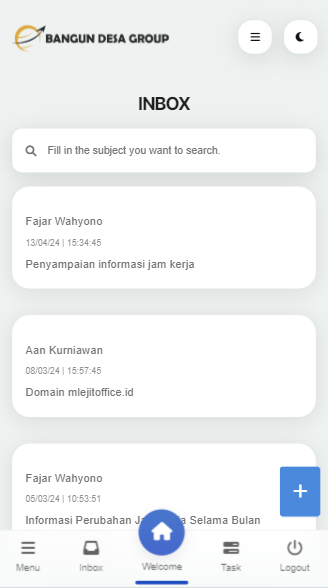 BANGUN DESA GROUP
INBOX
Fill in the subject you want to search.
Fajar Wahyono
13/04/24 | 15:34:45
Penyampaian informasi jam kerja
Aan Kurniawan
08/03/24 | 15:57:45
Domain mlejitoffice.id
Fajar Wahyono
05/03/24 | 10:53:51
Informasi Perubahan Selama Bulan
Menu
Inbox
Welcome
Task
Logout